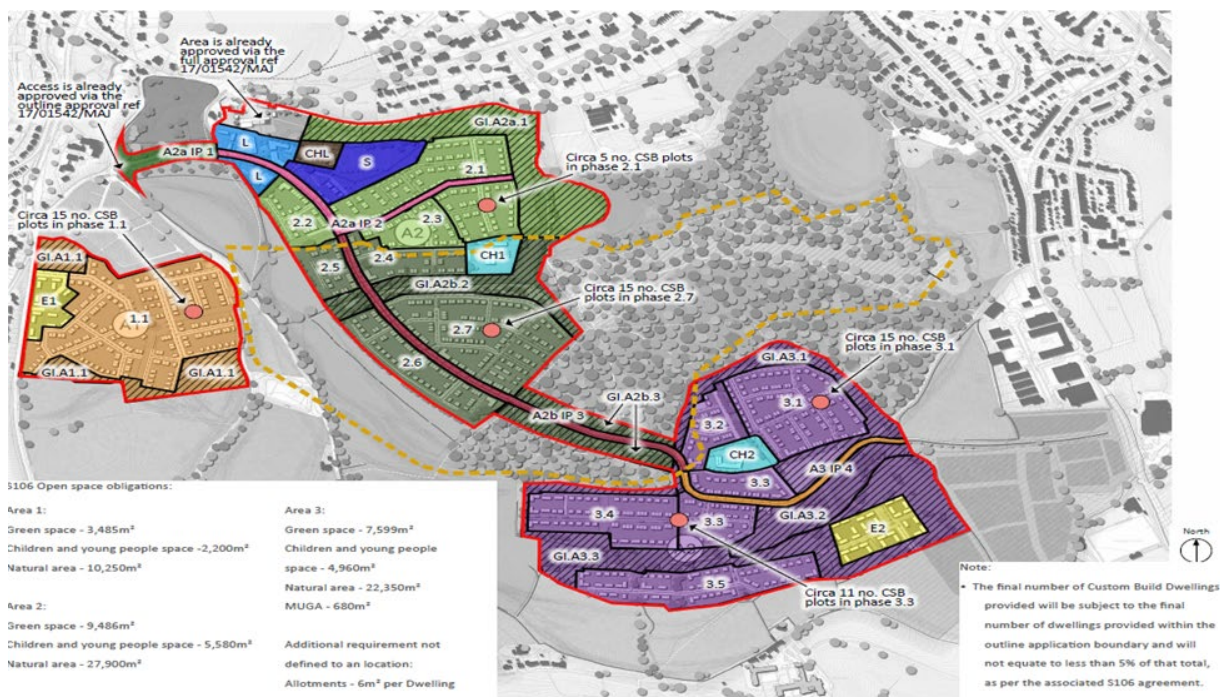 Area is already
approved via the
full approval ref
17/01542/MAJ
Access is already
approved via the
outline approval ref
17/01542/MAJ
GI.A2a.1
A2a IP 1
L
CHL
S
L
2.1
Circa 5 no. CSB plots
in phase 2.1
Circa 15 no. CSB
plots in phase 1.1
2.2
A2a IP 2
2.3
A2
GI.A1.1
2.5
2.4
CH1
E1
GI.A2b.2
Circa 15 no. CSB
plots in phase 2.7
1.1
A1
2.7
Circa 15 no. CSB
plots in phase 3.1
GI.A1.1
GI.A1.1
2.6
GI.A3.1
GI.A2b.3
3.1
A2b IP 3
3.2
CH2
A3 IP 4
3.3
3.4
3.3
GI.A3.2
E2
GI.A3.3
3.5
Circa 11 no. CSB
plots in phase 3.3
North
S106 Open space obligations:
Area 1:
Green space - 3,485m²
Children and young people space -2,200m²
Natural area - 10,250m²
Area 2:
Green space - 9,486m²
Children and young people space - 5,580m²
Natural area - 27,900m²
Area 3:
Green space - 7,599m²
Children and young people
space - 4,960m²
Natural area - 22,350m²
MUGA - 680m²
Additional requirement not
defined to an location:
Allotments - 6m² per Dwelling
Note:
• The final number of Custom Build Dwellings
provided will be subject to the final
number of dwellings provided within the
outline application boundary and will
not equate to less than 5% of that total,
as per the associated S106 agreement.